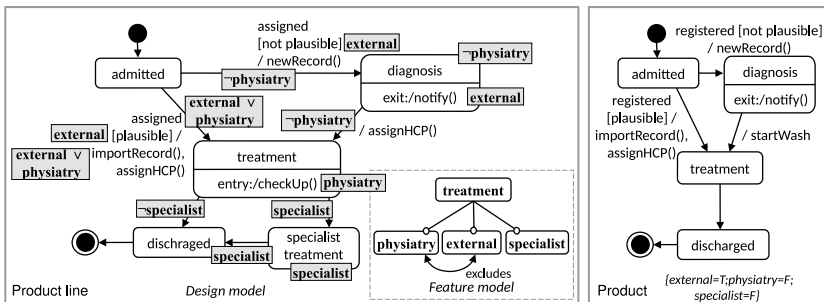 assigned
[not plausible] external
/ newRecord()
¬physiatry
admitted
¬physiatry
diagnosis
exit:/notify()
external
external ∨
physiatry
¬physiatry
/ assignHCP()
assigned
external
[plausible] /
external ∨
physiatry
importRecord(),
assignHCP()
treatment
entry:/checkUp()
physiatry
¬specialist
specialist
dischraged
specialist
specialist
treatment
specialist
treatment
physiatry
external
specialist
excludes
Product line
Design model
Feature model
registered [not plausible]
/ newRecord()
admitted
diagnosis
exit:/notify()
registered
[plausible] /
importRecord(),
assignHCP()
/ startWash
treatment
discharged
Product
{external=T;physiatry=F;
specialist=F}